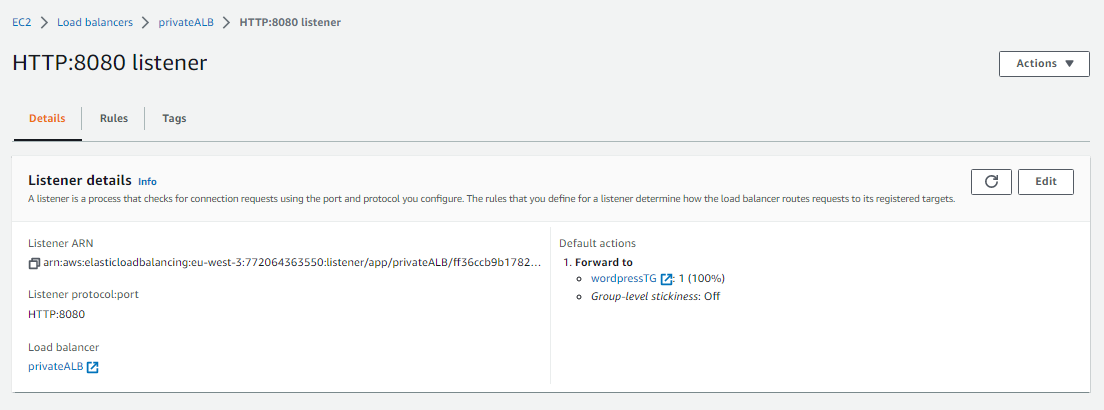 EC2 > Load balancers > privateALB > HTTP:8080 listener
HTTP:8080 listener
Actions
Details
Rules
Tags
Listener details Info
A listener is a process that checks for connection requests using the port and protocol you configure. The rules that you define for a listener determine how the load balancer routes requests to its registered targets.
Edit
Listener ARN
arn:aws:elasticloadbalancing:eu-west-3:772064363550:listener/app/privateALB/ff36ccb9b1782...
Listener protocol:port
HTTP:8080
Load balancer
privateALB
Default actions
1. Forward to
wordpressTG : 1 (100%)
Group-level stickiness: Off